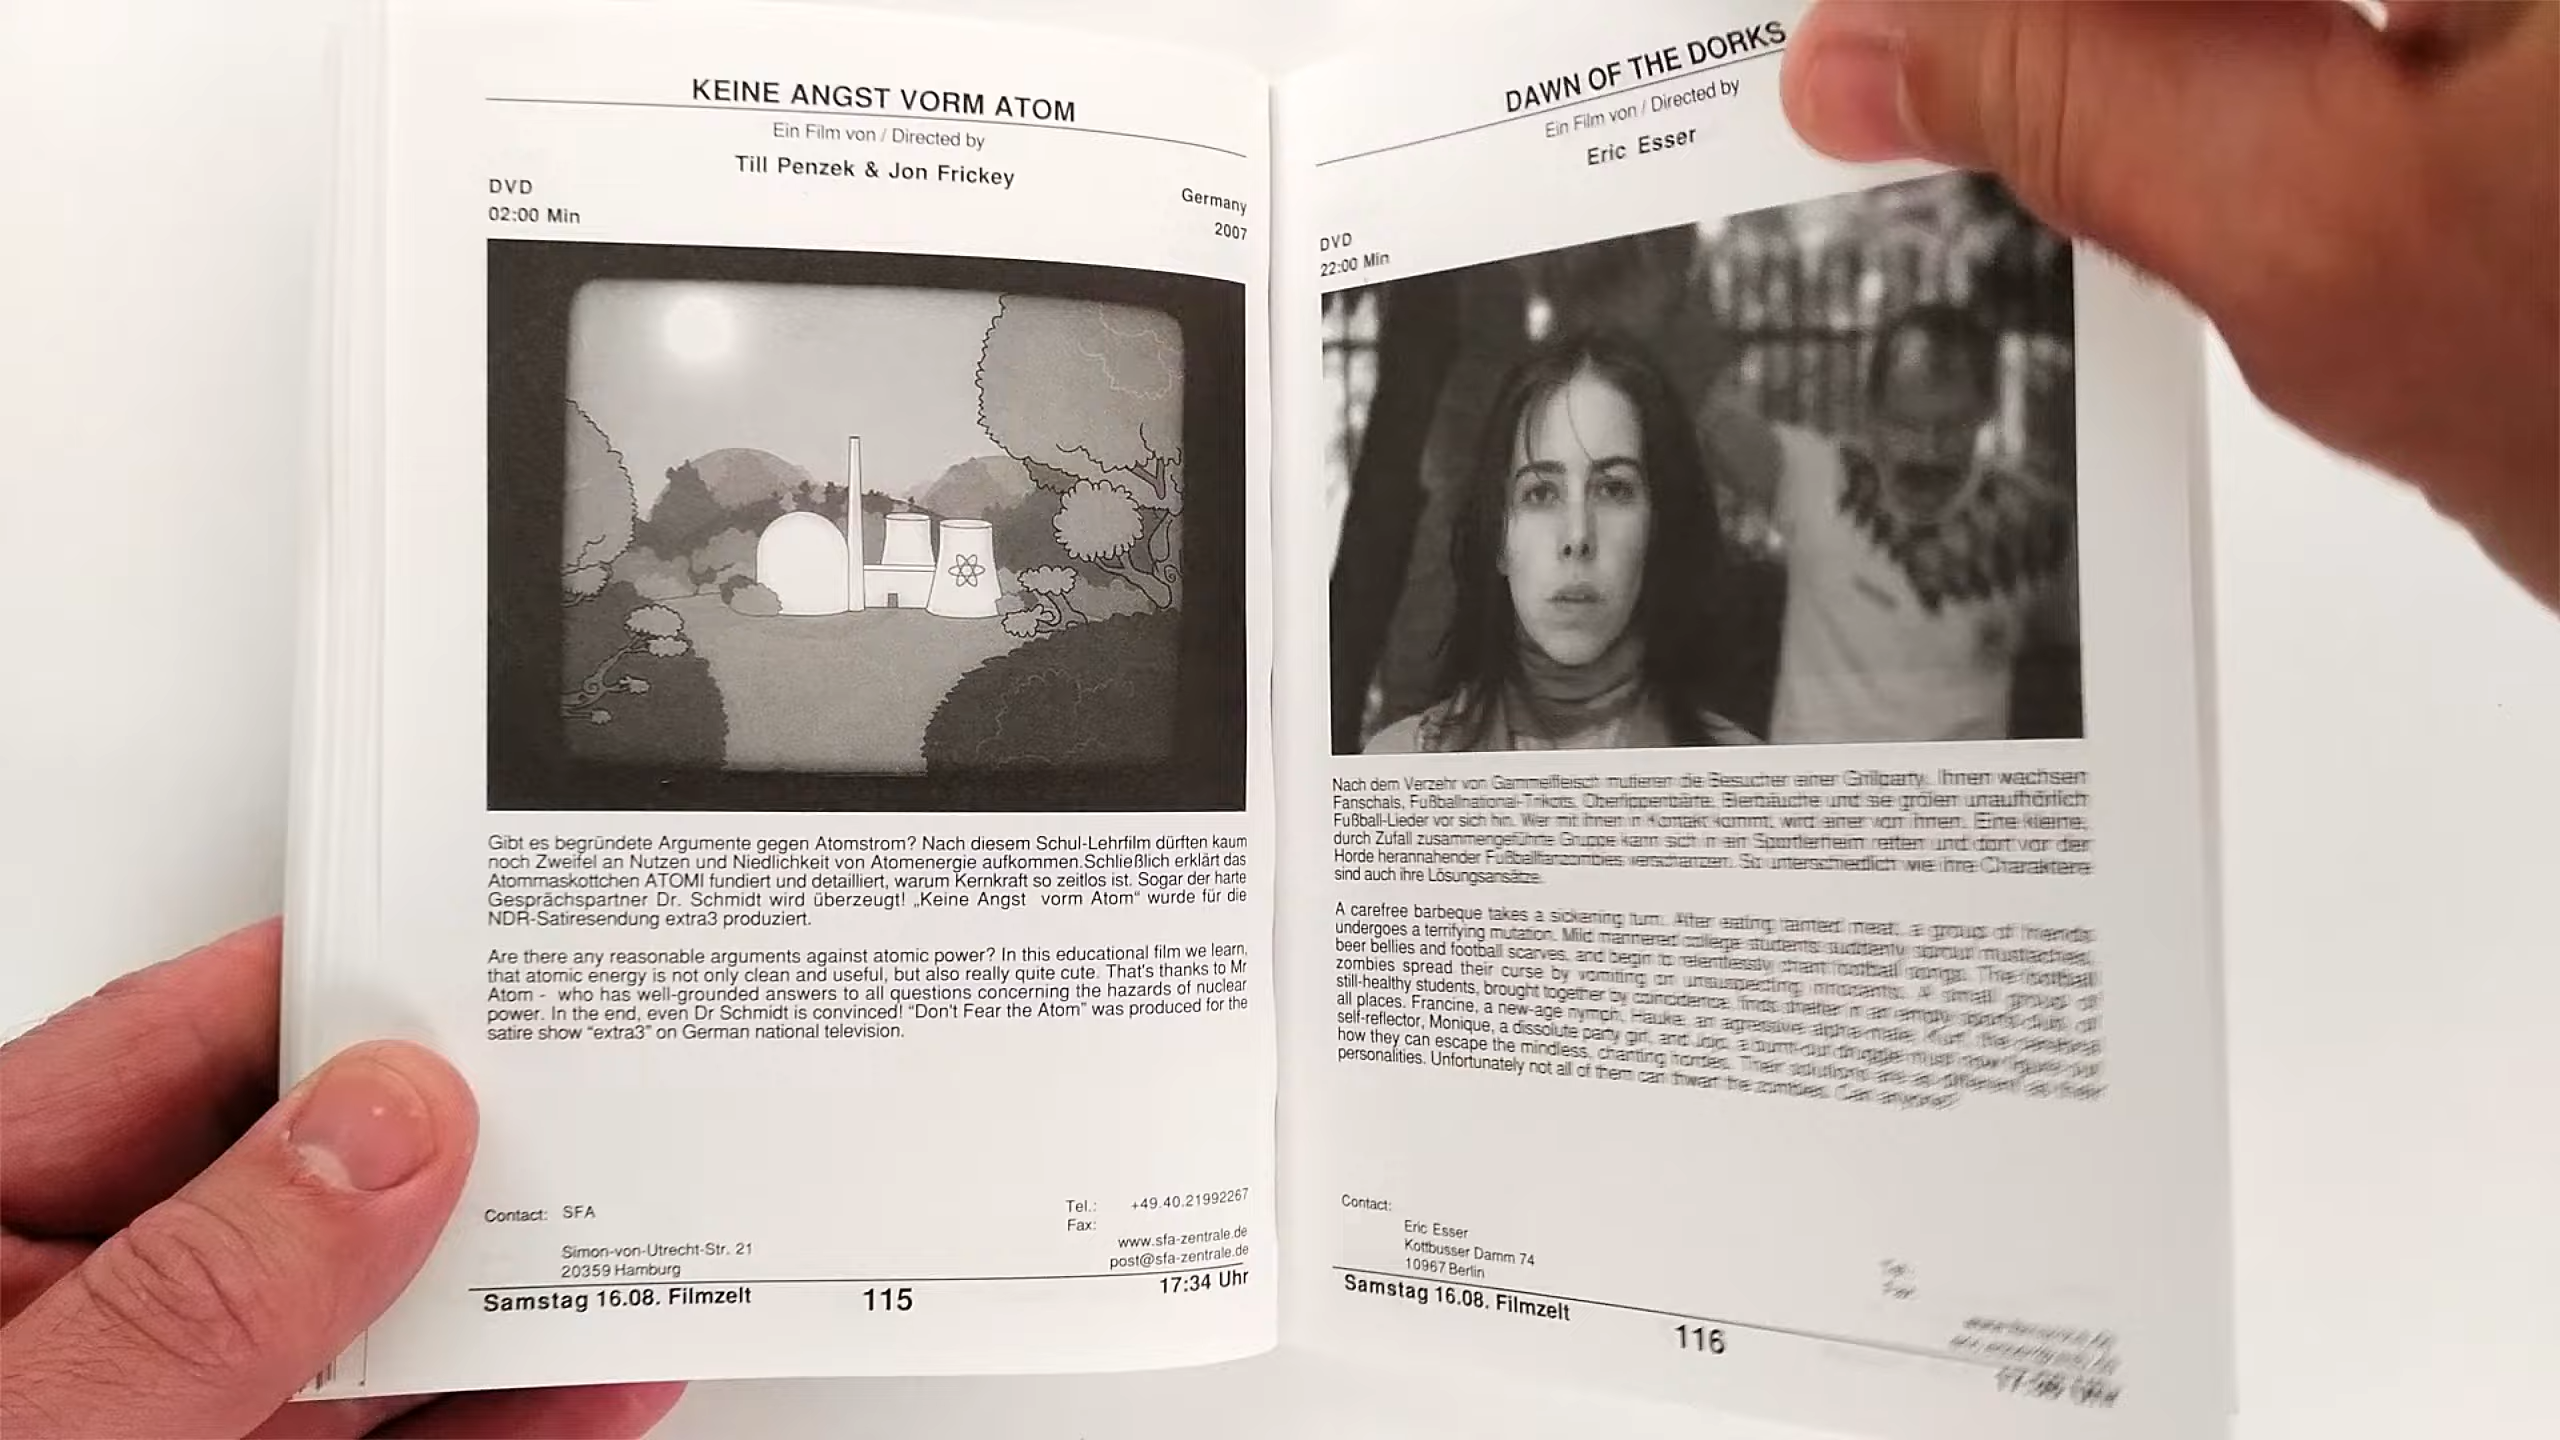 KEINE ANGST VORM ATOM
Ein Film von / Directed by
Till Penzek & Jon Frickey
DVD
02:00 Min
Germany
2007
Gibt es begründete Argumente gegen Atomstrom? Nach diesem Schul-Lehrfilm dürften kaum
noch Zweifel an Nutzen und Niedlichkeit von Atomenergie aufkommen.Schließlich erklärt das
Atommaskottchen ATOMI fundiert und detailliert, warum Kernkraft so zeitlos ist. Sogar der harte
Gesprächspartner Dr. Schmidt wird überzeugt! „Keine Angst vorm Atom“ wurde für die
NDR-Satiresendung extra3 produziert.
Are there any reasonable arguments against atomic power? In this educational film we learn,
that atomic energy is not only clean and useful, but also really quite cute. That's thanks to Mr
Atom - who has well-grounded answers to all questions concerning the hazards of nuclear
power. In the end, even Dr Schmidt is convinced! “Don't Fear the Atom” was produced for the
satire show “extra3” on German national television.
Contact: SFA
Simon-von-Utrecht-Str. 21
20359 Hamburg
Tel.: +49.40.21992267
Fax:
www.sfa-zentrale.de
post@sfa-zentrale.de
Samstag 16.08. Filmzelt 115 17:34 Uhr
DAWN OF THE DORKS
Ein Film von / Directed by
Eric Esser
DVD
22:00 Min
Nach dem Verzehr von Gammelfleisch mutieren die Besucher einer Grillparty. Ihnen wachsen
Fanschals, Fußballnational-Trikots, Oberlippenbärte, Bierbäuche und sie grölen unaufhörlich
Fußball-Lieder vor sich hin. Wer mit ihnen in Kontakt kommt, wird einer von ihnen. Eine kleine,
durch Zufall zusammengeführte Gruppe kann sich in ein Sportlerheim retten und dort vor der
Horde herannahender Fußballfanzombies verschanzen. So unterschiedlich wie ihre Charaktere
sind auch ihre Lösungsansätze.
A carefree barbeque takes a sickening turn. After eating tainted meat, a group of friends
undergoes a terrifying mutation. Mild mannered college students suddenly sprout mustaches,
beer bellies and football scarves, and begin to relentlessly chant football songs. The football
zombies spread their curse by vomiting on unsuspecting innocents. A small group of
still-healthy students, brought together by coincidence, finds shelter in an empty sports club of
all places. Francine, a new-age nymph, Hauke, an agressive alpha-male, Kurt, the
self-reflector, Monique, a dissolute party girl, and a burnt-out druggie must now figure out
how they can escape the mindless, chanting hordes. Their solutions are as different as their
personalities. Unfortunately not all of them can thwart the zombies. Can anyone?
Contact:
Eric Esser
Kottbusser Damm 74
10967 Berlin
Samstag 16.08. Filmzelt 116